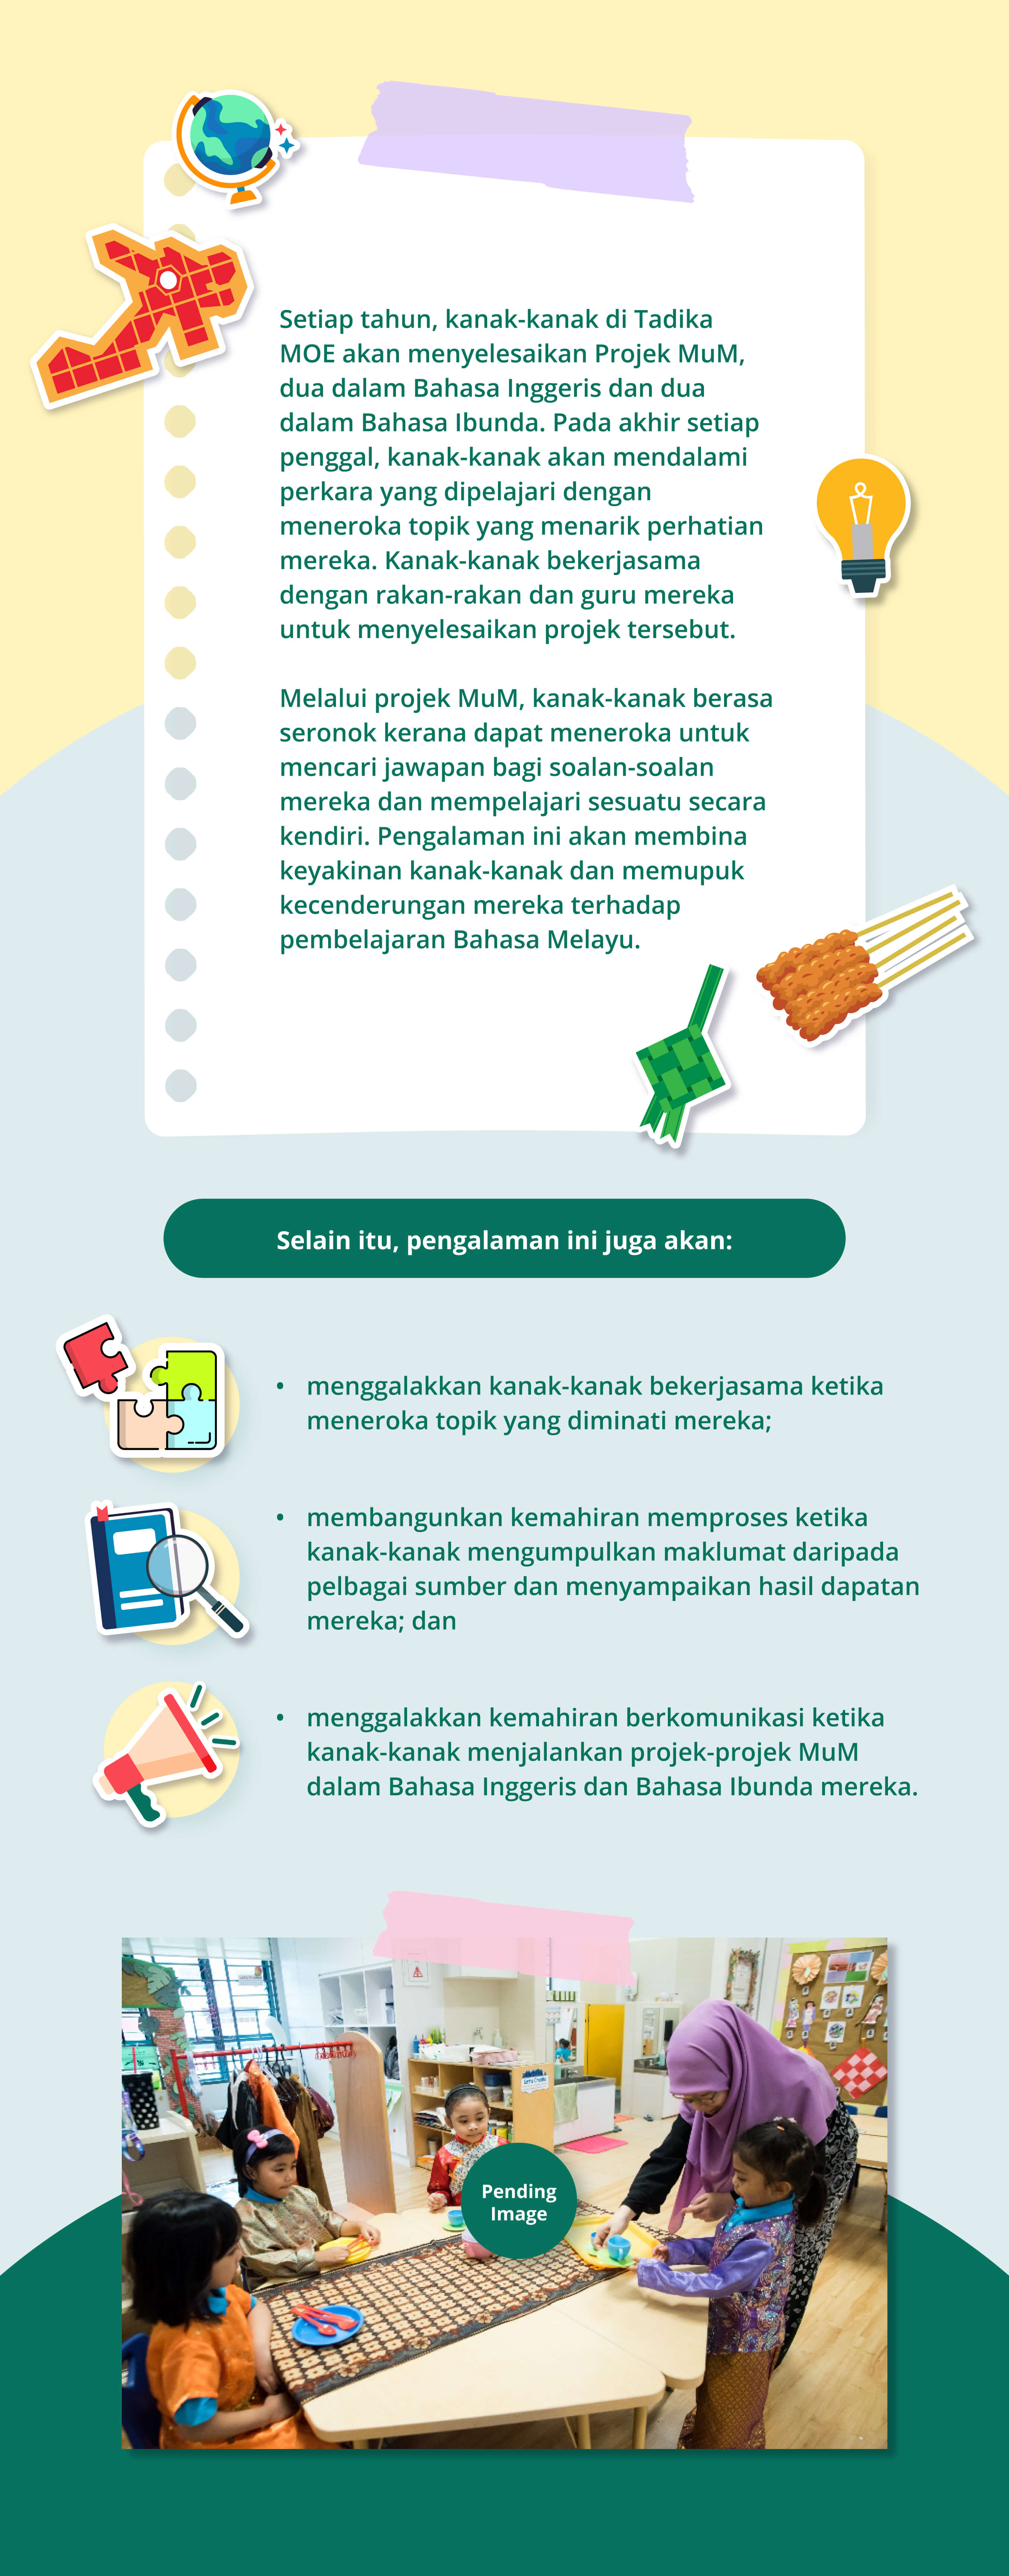 Setiap tahun, kanak-kanak di Tadika
MOE akan menyelesaikan Projek MuM,
dua dalam Bahasa Inggeris dan dua
dalam Bahasa Ibunda. Pada akhir setiap
penggal, kanak-kanak akan mendalami
perkara yang dipelajari dengan
meneroka topik yang menarik perhatian
mereka. Kanak-kanak bekerjasama
dengan rakan-rakan dan guru mereka
untuk menyelesaikan projek tersebut.
Melalui projek MuM, kanak-kanak berasa
seronok kerana dapat meneroka untuk
mencari jawapan bagi soalan-soalan
mereka dan mempelajari sesuatu secara
kendiri. Pengalaman ini akan membina
keyakinan kanak-kanak dan memupuk
kecenderungan mereka terhadap
pembelajaran Bahasa Melayu.
Selain itu, pengalaman ini juga akan:
• menggalakkan kanak-kanak bekerjasama ketika
meneroka topik yang diminati mereka;
• membangunkan kemahiran memproses ketika
kanak-kanak mengumpulkan maklumat daripada
pelbagai sumber dan menyampaikan hasil dapatan
mereka; dan
• menggalakkan kemahiran berkomunikasi ketika
kanak-kanak menjalankan projek-projek MuM
dalam Bahasa Inggeris dan Bahasa Ibunda mereka.
Pending
Image